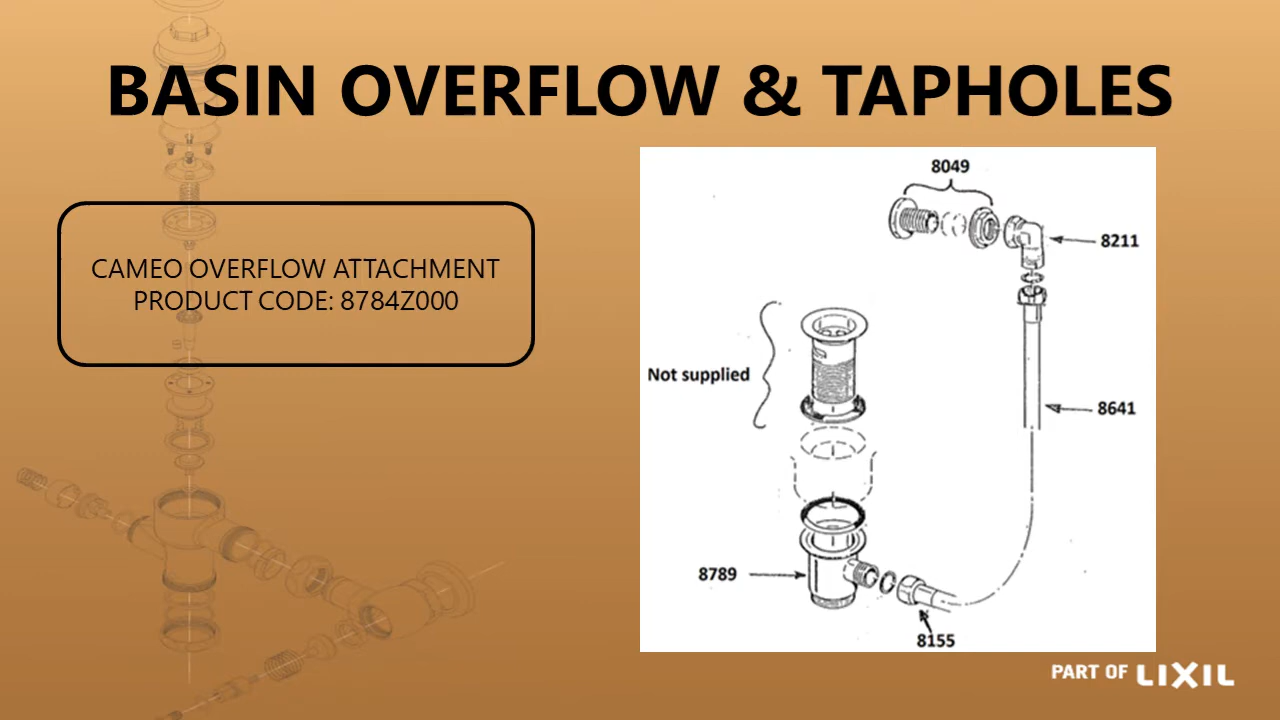 BASIN OVERFLOW & TAPHOLES
CAMEO OVERFLOW ATTACHMENT
PRODUCT CODE: 8784Z000
8049
8211
Not supplied
8641
8789
8155
PART OF LIXIL